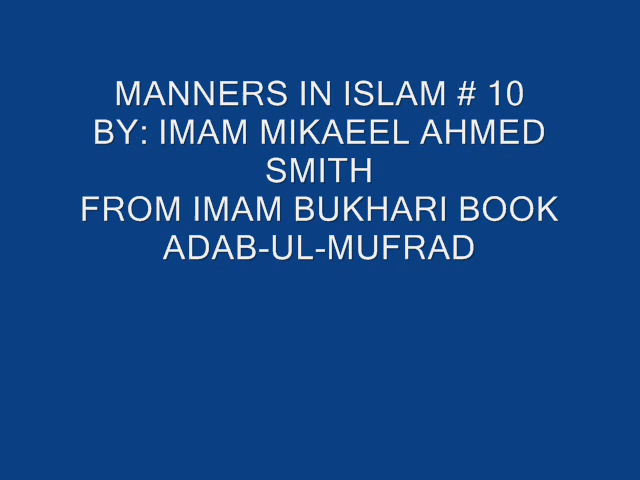 MANNERS IN ISLAM # 10
BY: IMAM MIKAEEL AHMED
SMITH
FROM IMAM BUKHARI BOOK
ADAB-UL-MUFRAD